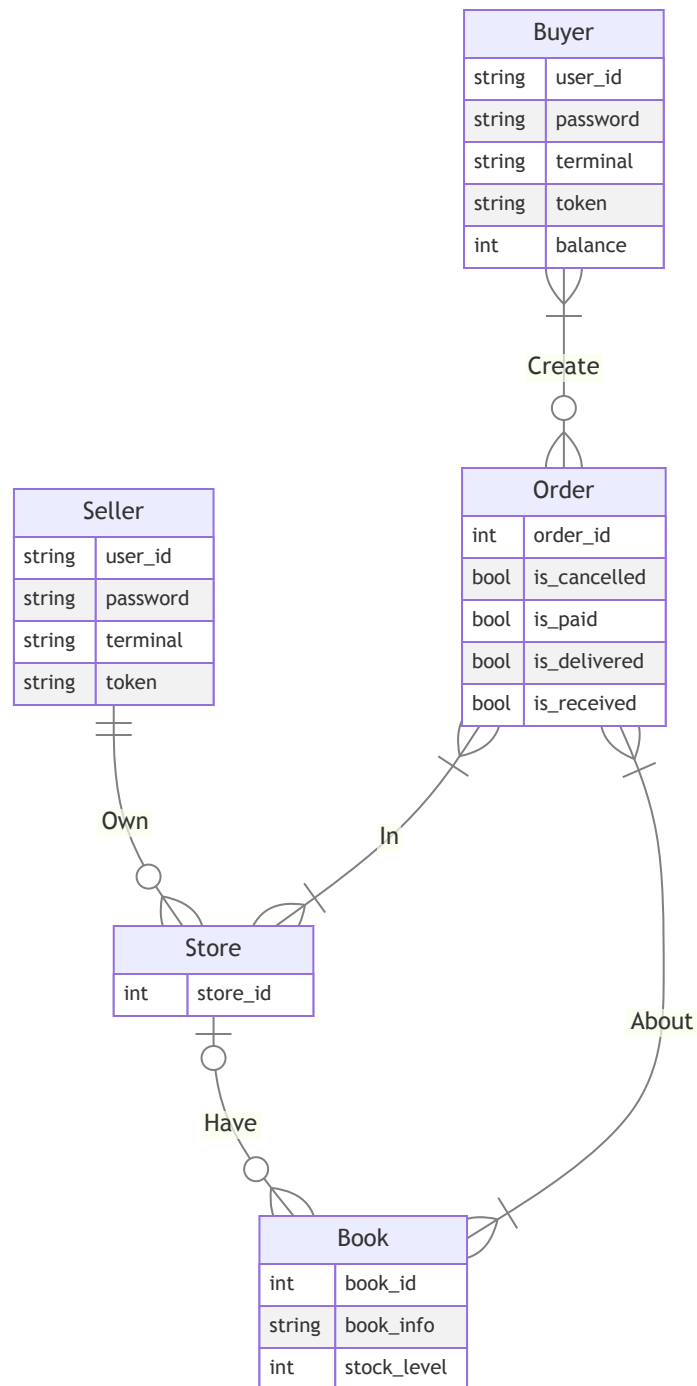 Buyer
string user_id
string password
string terminal
string token
int balance
Create
Order
int order_id
bool is_cancelled
bool is_paid
bool is_delivered
bool is_received
Seller
string user_id
string password
string terminal
string token
Own
In
Store
int store_id
About
Have
Book
int book_id
string book_info
int stock_level